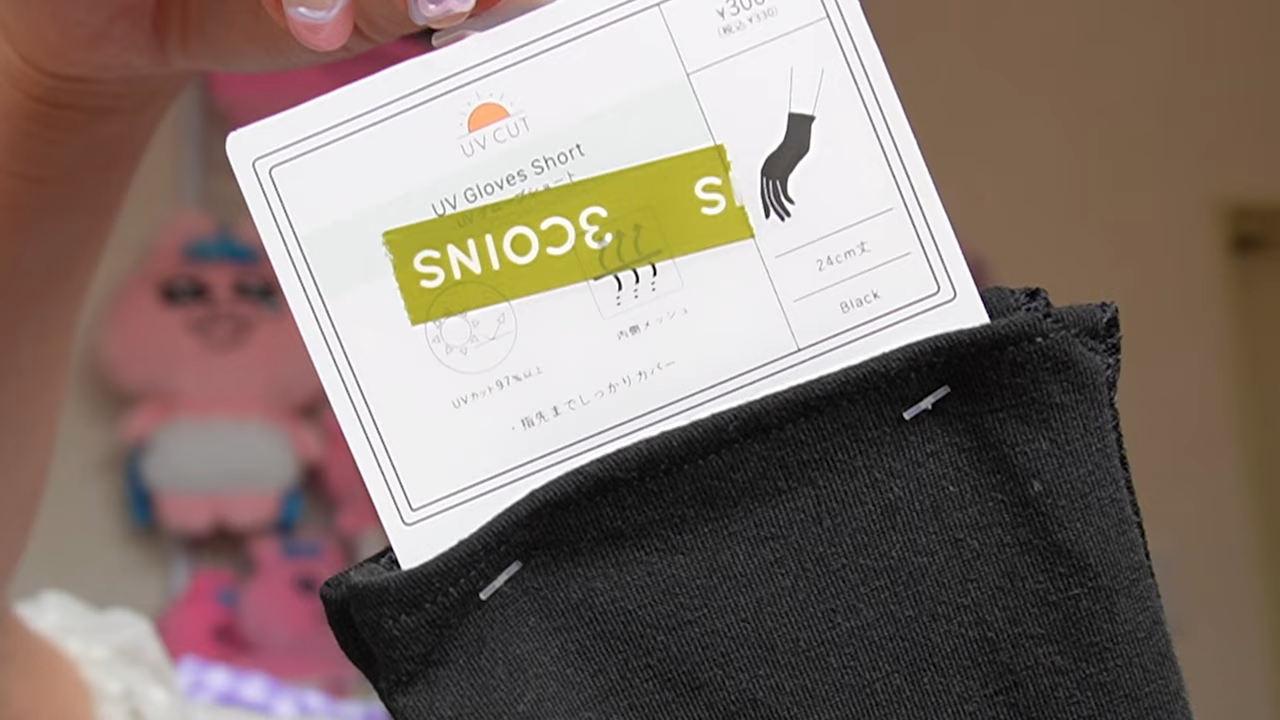 UV CUT
UV Gloves Short
3COINS
S
UVカット97%以上
内側メッシュ
・指先までしっかりカバー
¥300
(税込¥330)
24cm丈
Black